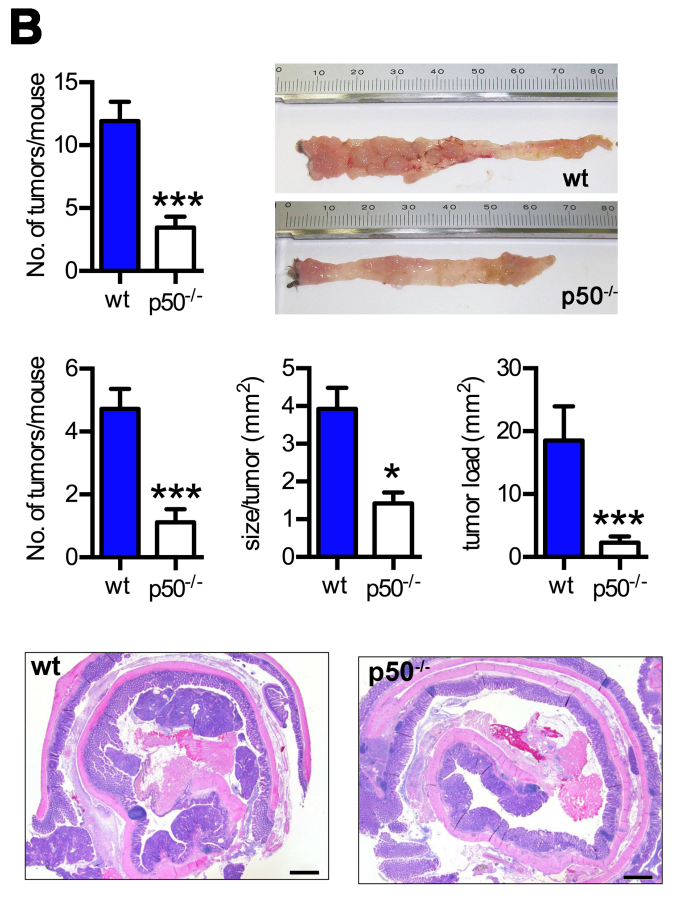 B
No. of tumors/mouse
15
10
5
0
***
wt
p50-/-
0 10 20 30 40 50 60 70 80
wt
0 10 20 30 40 50 60 70 80
p50-/-
No. of tumors/mouse
6
4
2
0
***
wt
p50-/-
size/tumor (mm2)
5
4
3
2
1
0
*
wt
p50-/-
tumor load (mm2)
30
20
10
0
***
wt
p50-/-
wt
p50-/-